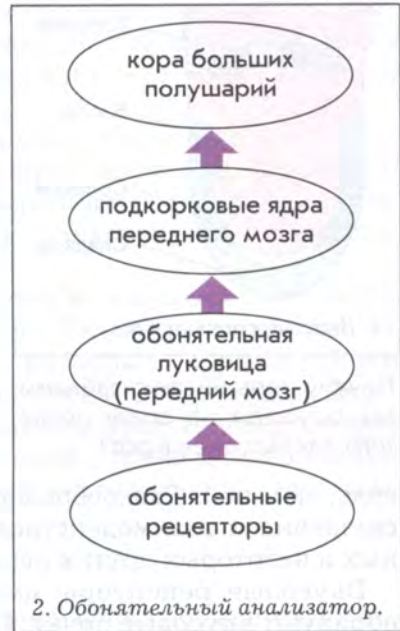 кора больших
полушарий
подкорковые ядра
переднего мозга
обонятельная
луковица
(передний мозг)
обонятельные
рецепторы
2. Обонятельный анализатор.